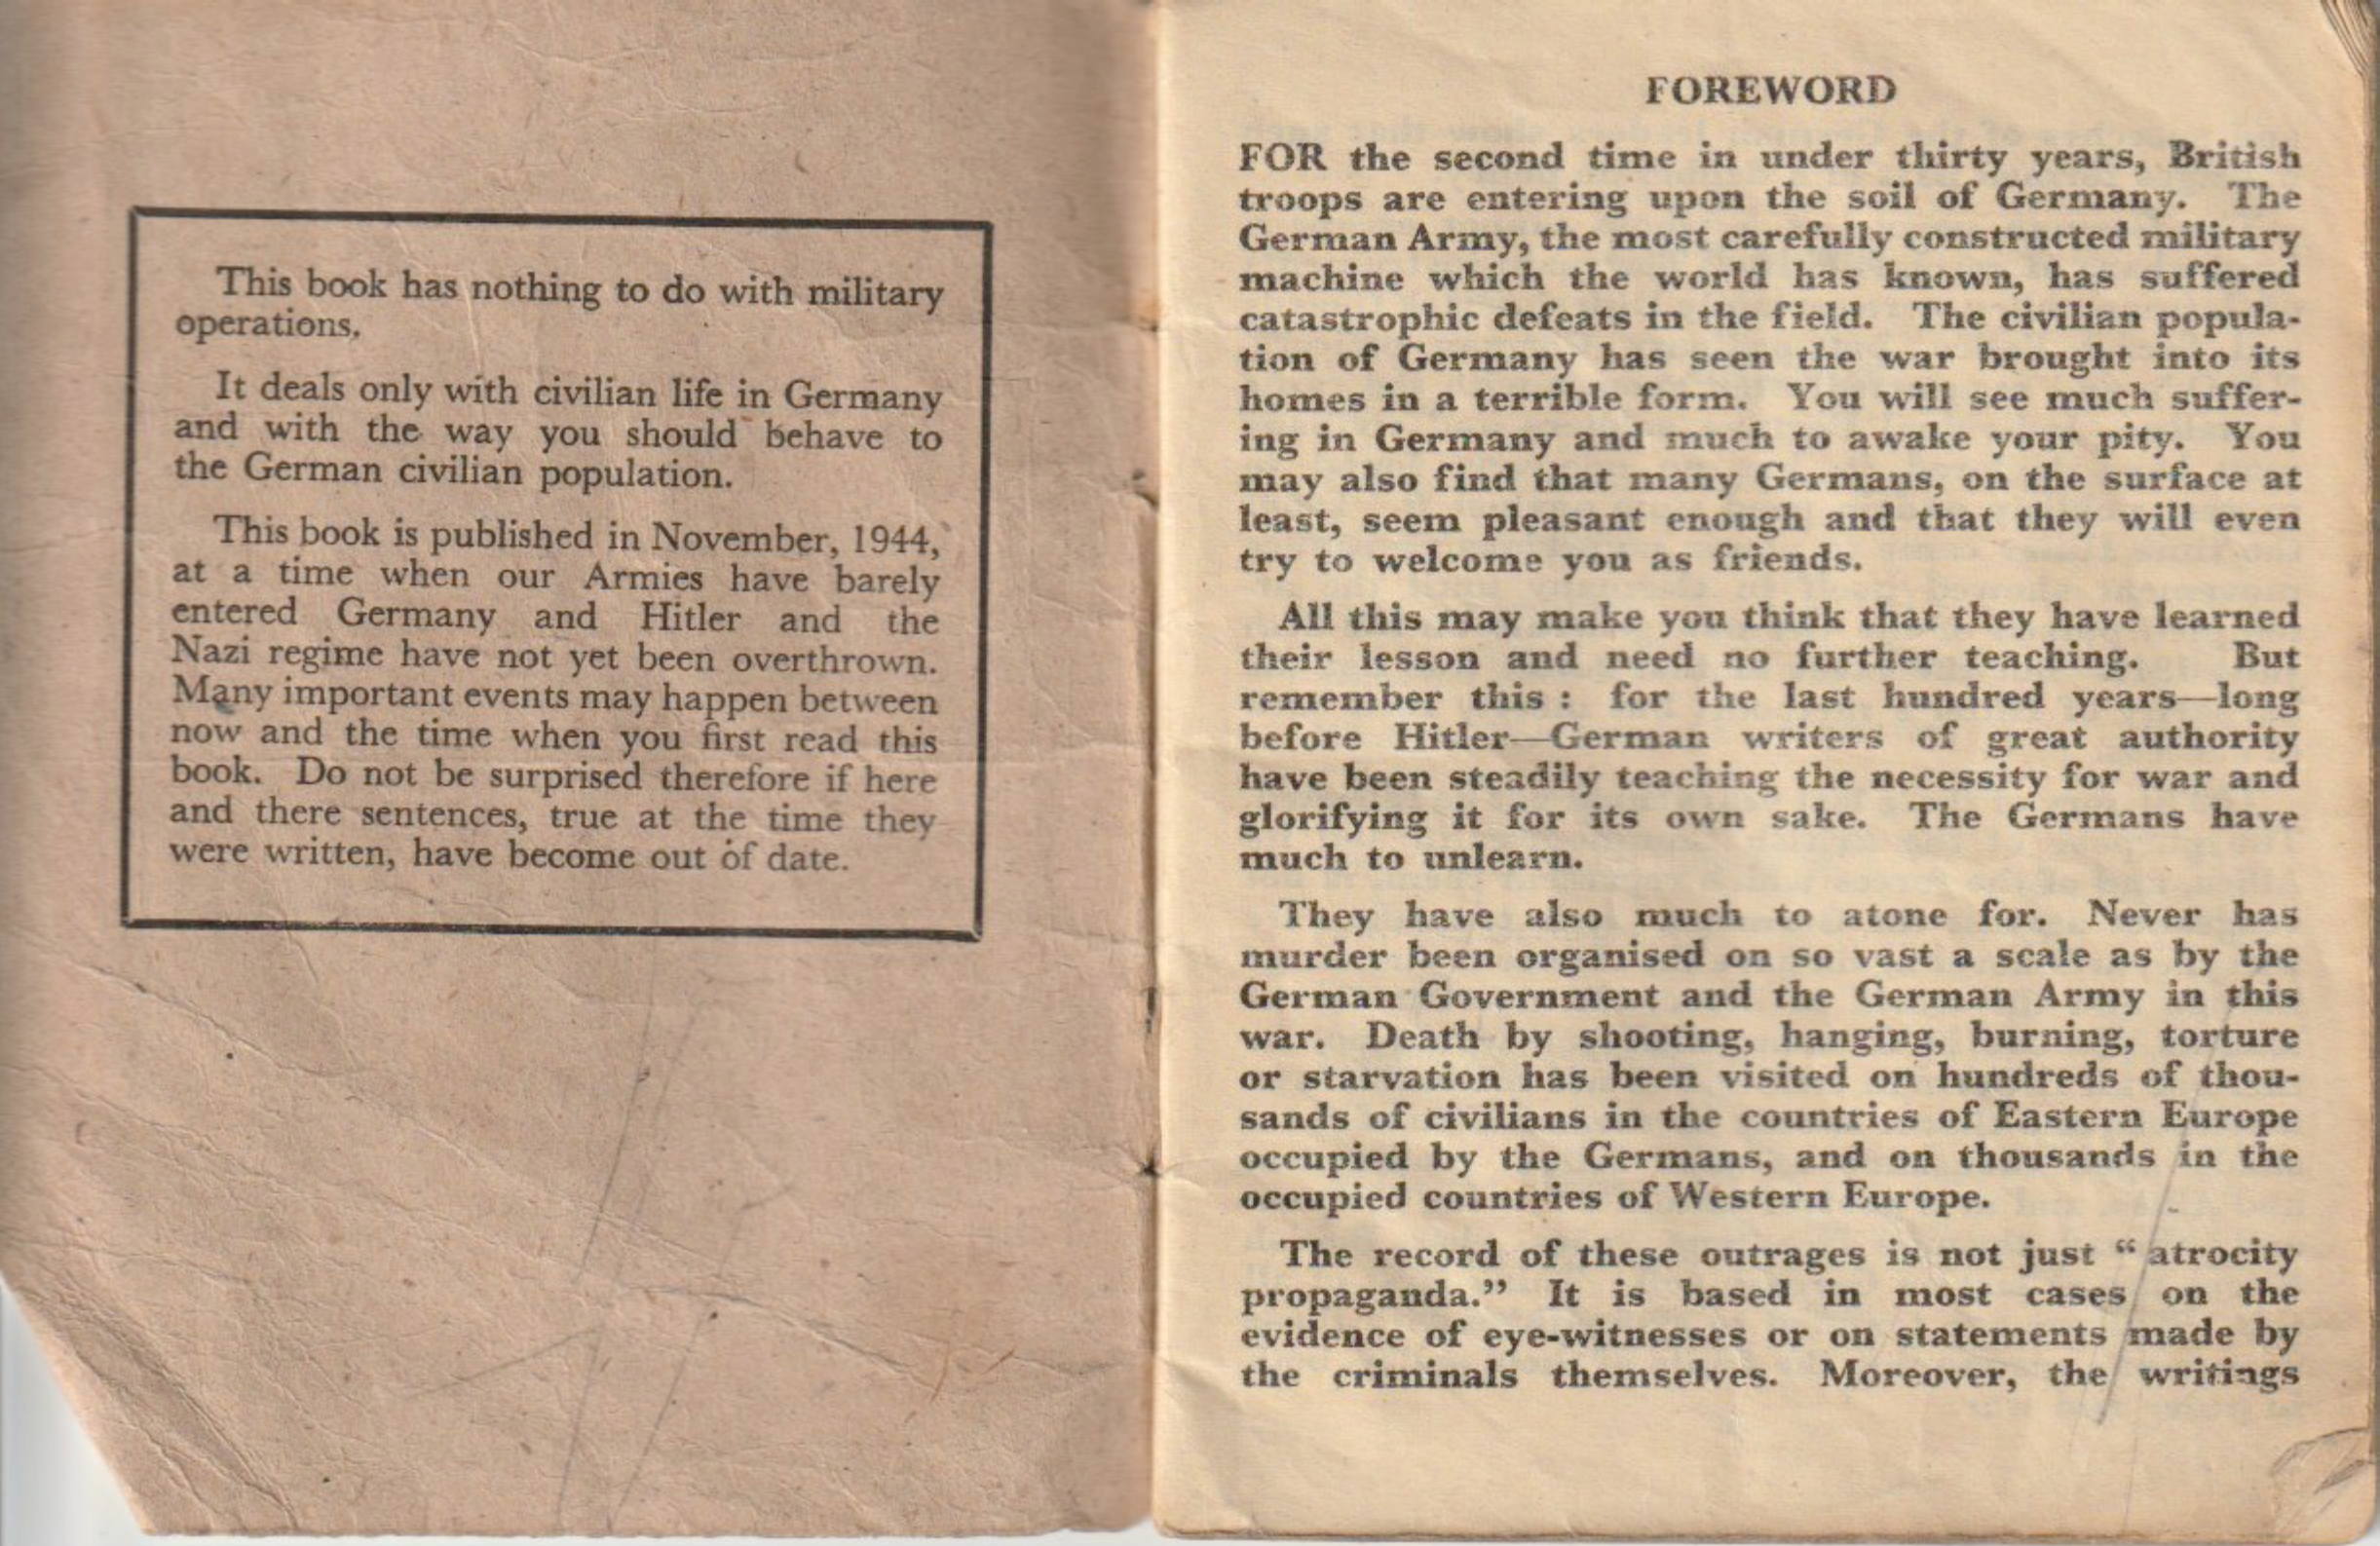 This book has nothing to do with military
operations.
It deals only with civilian life in Germany
and with the way you should behave to
the German civilian population.
This book is published in November, 1944,
at a time when our Armies have barely
entered Germany and Hitler and the
Nazi regime have not yet been overthrown.
Many important events may happen between
now and the time when you first read this
book. Do not be surprised therefore if here
and there sentences, true at the time they
were written, have become out of date.
FOREWORD
FOR the second time in under thirty years, British
troops are entering upon the soil of Germany. The
German Army, the most carefully constructed military
machine which the world has known, has suffered
catastrophic defeats in the field. The civilian popula-
tion of Germany has seen the war brought into its
homes in a terrible form. You will see much suffer-
ing in Germany and much to awake your pity. You
may also find that many Germans, on the surface at
least, seem pleasant enough and that they will even
try to welcome you as friends.
All this may make you think that they have learned
their lesson and need no further teaching. But
remember this : for the last hundred years—long
before Hitler—German writers of great authority
have been steadily teaching the necessity for war and
glorifying it for its own sake. The Germans have
much to unlearn.
They have also much to atone for. Never has
murder been organised on so vast a scale as by the
German Government and the German Army in this
war. Death by shooting, hanging, burning, torture
or starvation has been visited on hundreds of thou-
sands of civilians in the countries of Eastern Europe
occupied by the Germans, and on thousands in the
occupied countries of Western Europe.
The record of these outrages is not just “ atrocity
propaganda.” It is based in most cases on the
evidence of eye-witnesses or on statements made by
the criminals themselves. Moreover, the writings